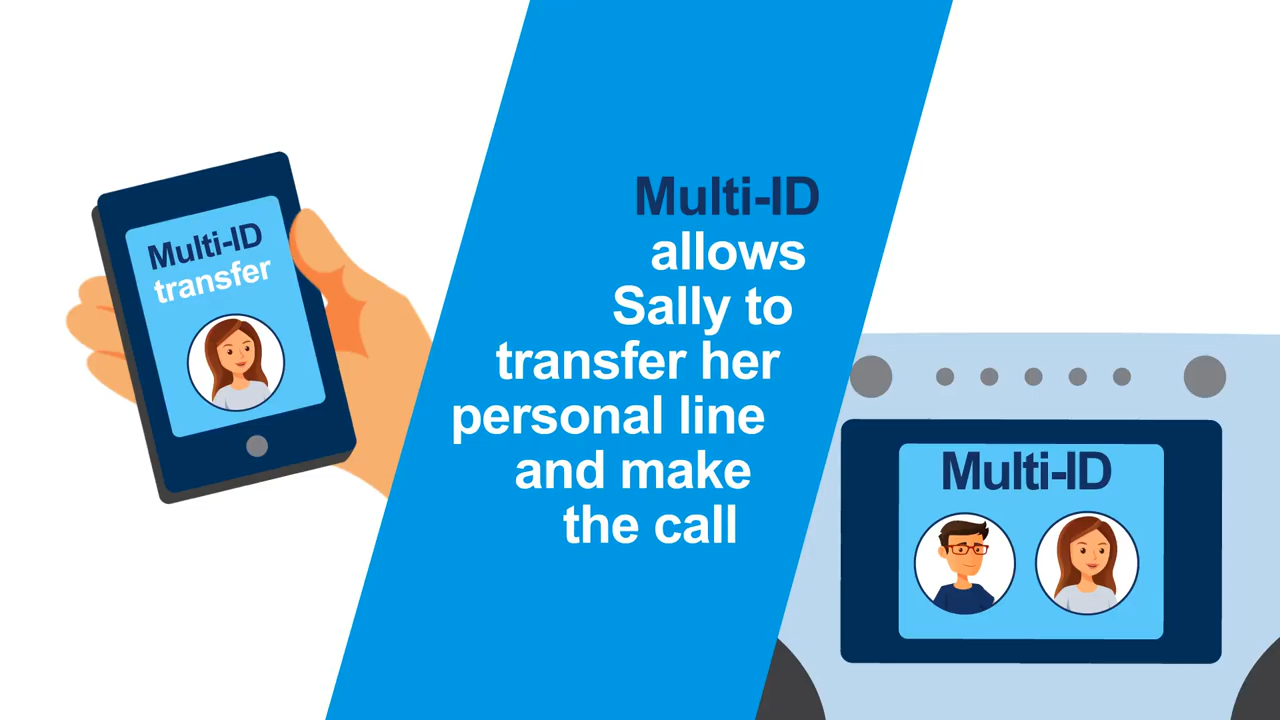 Multi-ID
transfer
Multi-ID
allows
Sally to
transfer her
personal line
and make
the call
Multi-ID